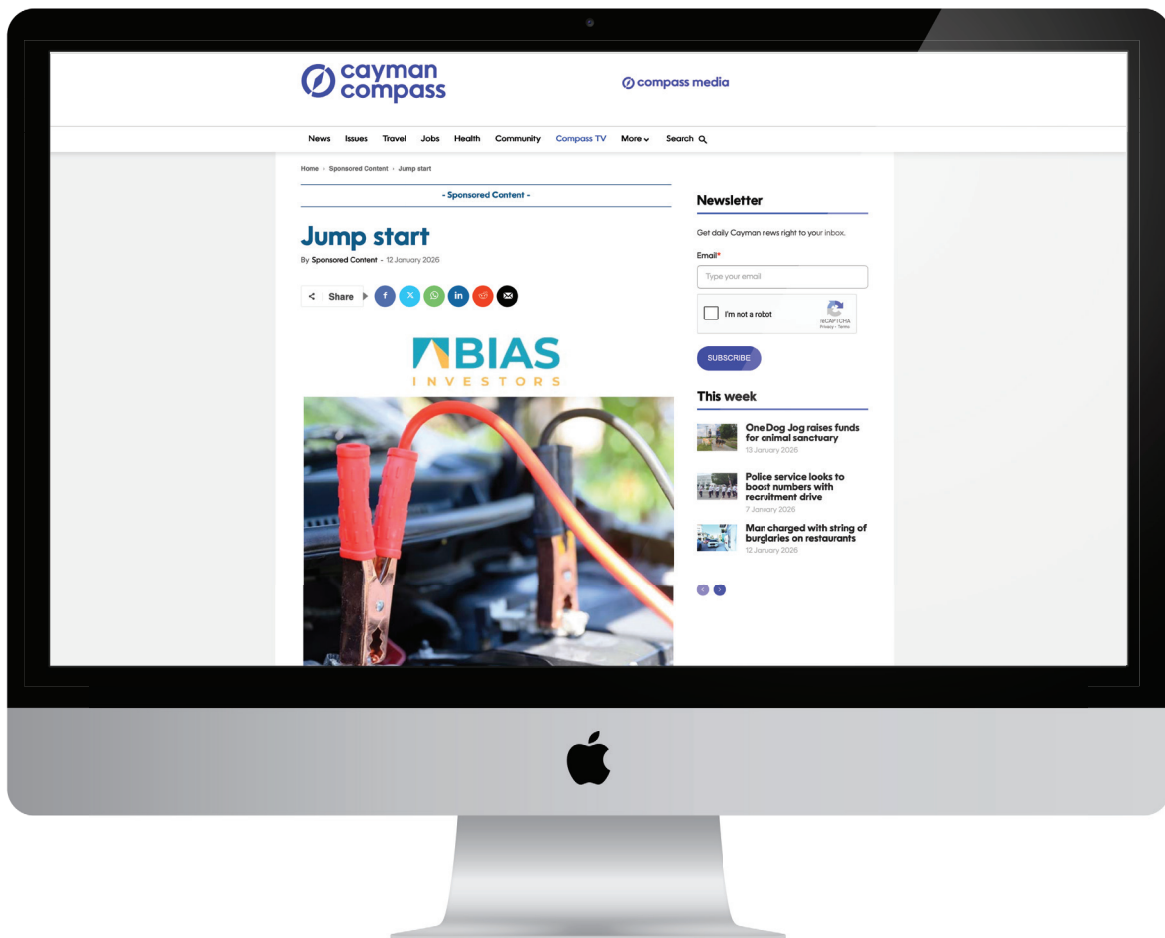 cayman
compass
compass media
News Issues Travel Jobs Health Community Compass TV More Search
Home › Sponsored Content › Jump start
- Sponsored Content -
Jump start
By Sponsored Content - 12 January 2026
Share
f X in
BIAS
INVESTORS
Newsletter
Get daily Cayman news right to your inbox.
Email*
Type your email
I'm not a robot
reCAPTCHA
Privacy - Terms
SUBSCRIBE
This week
One Dog Jog raises funds
for animal sanctuary
13 January 2026
Police service looks to
boost numbers with
recruitment drive
7 January 2026
Man charged with string of
burglaries on restaurants
12 January 2026